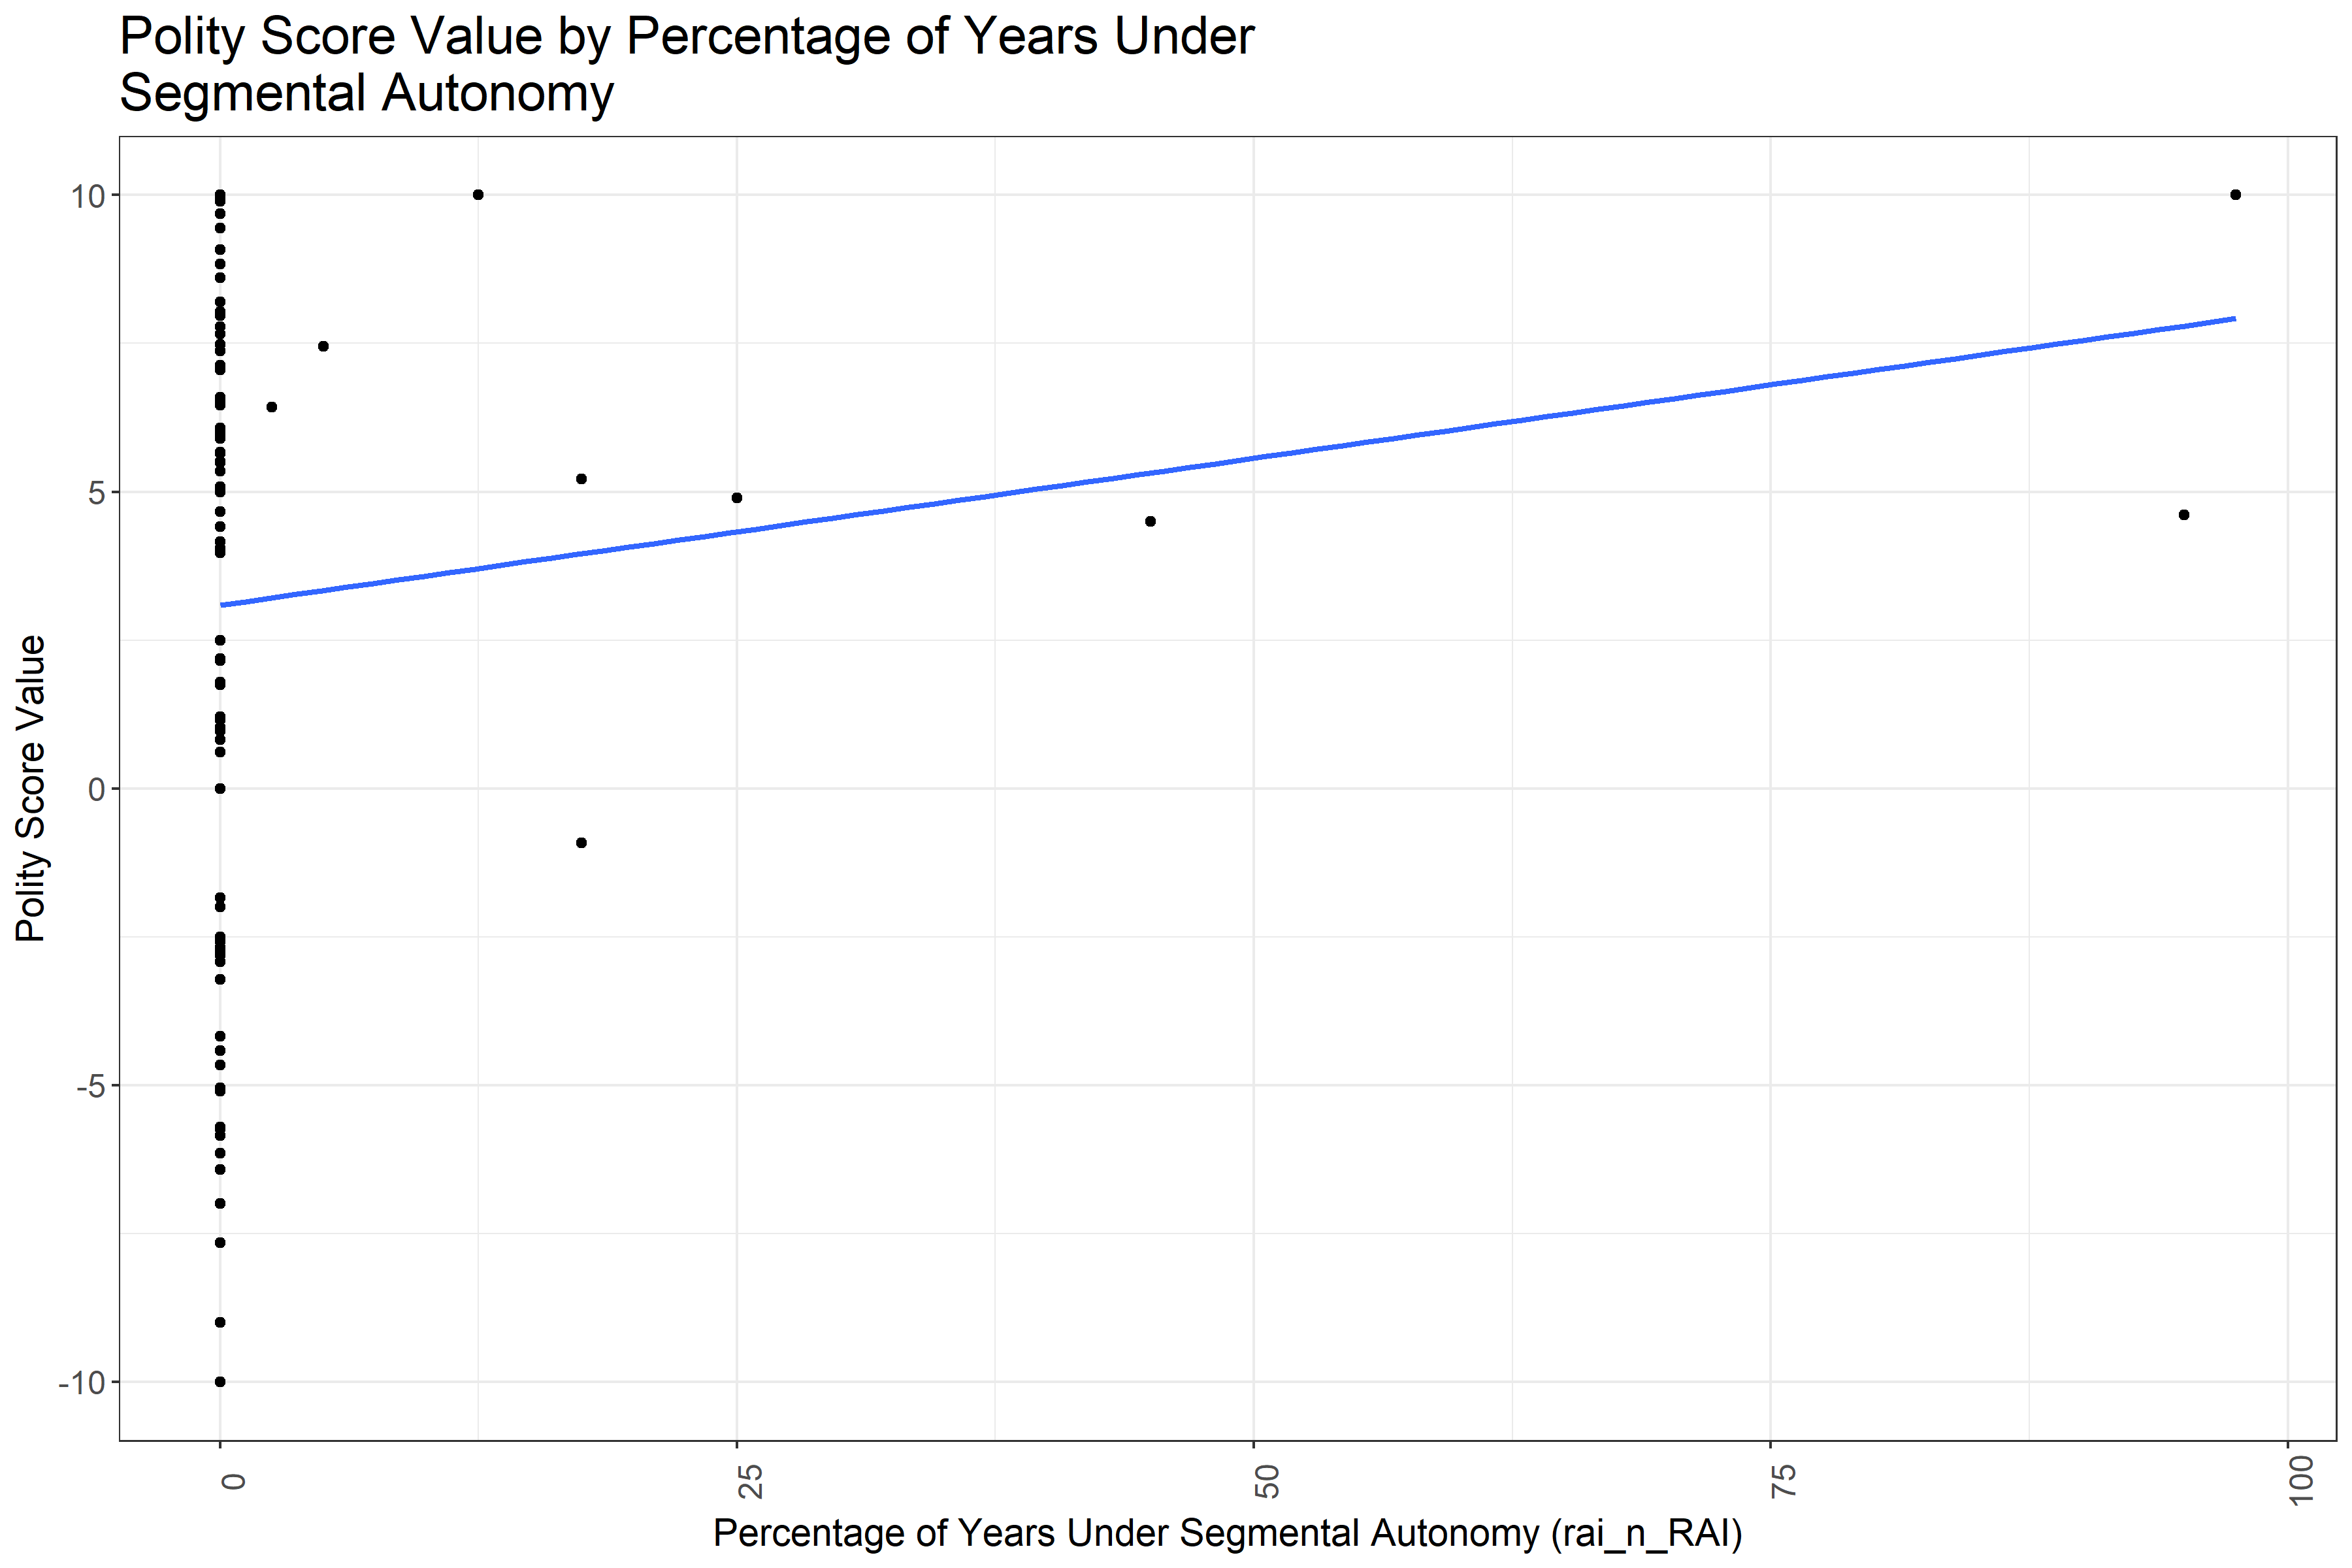 Polity Score Value by Percentage of Years Under
Segmental Autonomy
10
5
0
-5
-10
Polity Score Value
0
25
50
75
100
Percentage of Years Under Segmental Autonomy (rai_n_RAI)